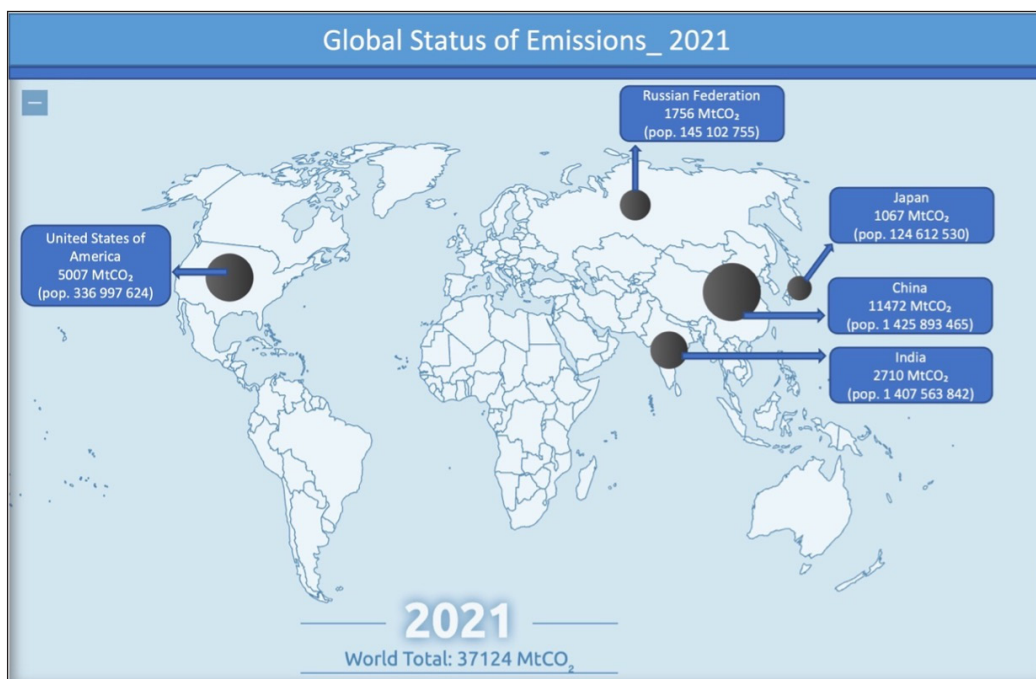 Global Status of Emissions_ 2021
Russian Federation
1756 MtCO₂
(pop. 145 102 755)
Japan
1067 MtCO₂
(pop. 124 612 530)
United States of
America
5007 MtCO₂
(pop. 336 997 624)
China
11472 MtCO₂
(pop. 1 425 893 465)
India
2710 MtCO₂
(pop. 1 407 563 842)
2021
World Total: 37124 MtCO₂